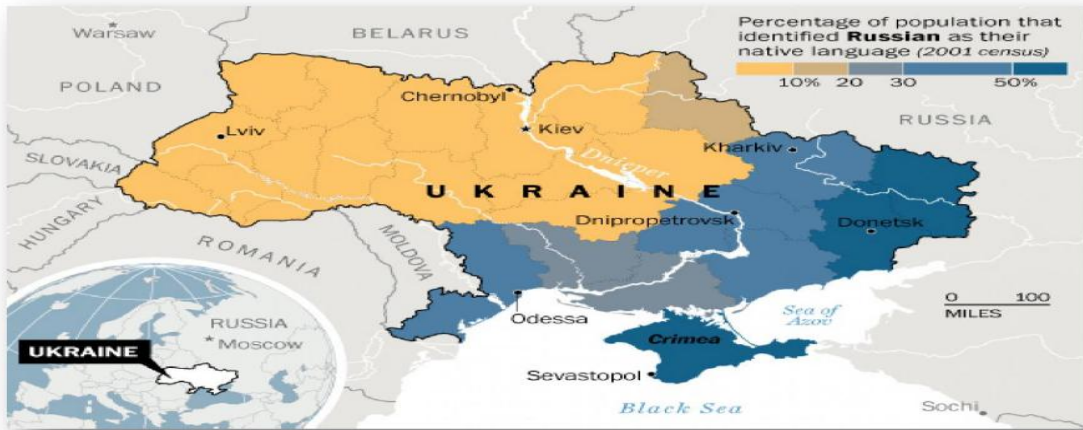 Percentage of population that
identified Russian as their
native language (2001 census)
10% 20 30 50%
Warsaw
BELARUS
POLAND
Chernobyl
RUSSIA
Lviv
Kiev
Kharkiv
SLOVAKIA
Dnieper
UKRAINE
HUNGARY
Dnipropetrovsk
Donetsk
MOLDOVA
ROMANIA
0 100
MILES
Sea of
Azov
Odessa
RUSSIA
Moscow
Crimea
UKRAINE
Sevastopol
Black Sea
Sochi